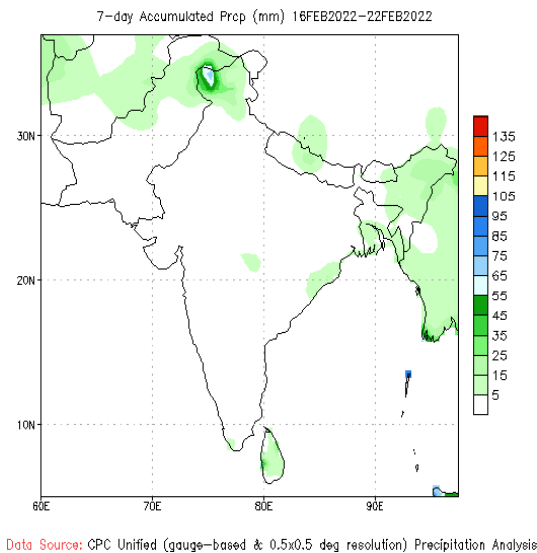 7-day Accumulated Prcp (mm) 16FEB2022-22FEB2022
30N
20N
10N
60E 70E 80E 90E
135
125
115
105
95
85
75
65
55
45
35
25
15
5
Data Source: CPC Unified (gauge-based & 0.5x0.5 deg resolution) Precipitation Analysis